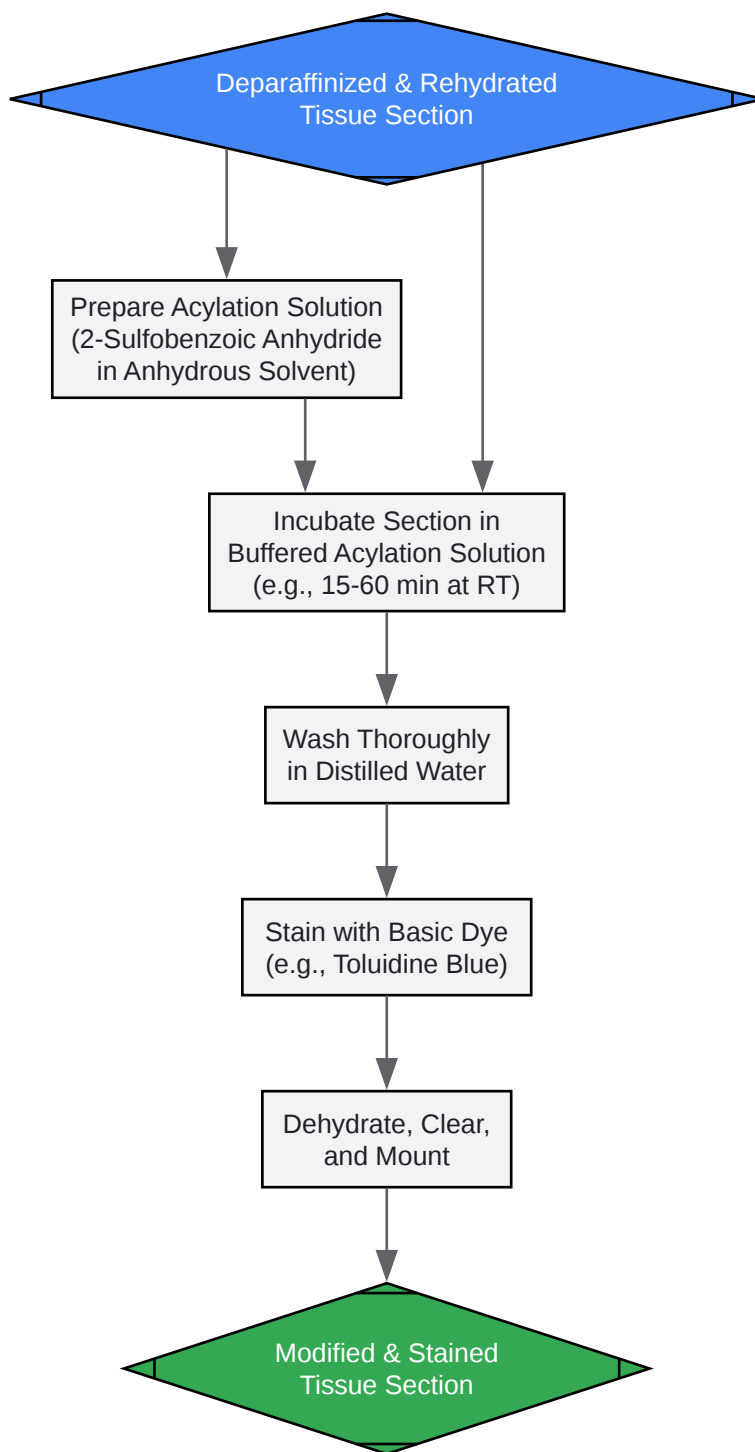 Deparaffinized & Rehydrated
Tissue Section
Prepare Acylation Solution
(2-Sulfobenzoic Anhydride
in Anhydrous Solvent)
Incubate Section in
Buffered Acylation Solution
(e.g., 15-60 min at RT)
Wash Thoroughly
in Distilled Water
Stain with Basic Dye
(e.g., Toluidine Blue)
Dehydrate, Clear,
and Mount
Modified & Stained
Tissue Section